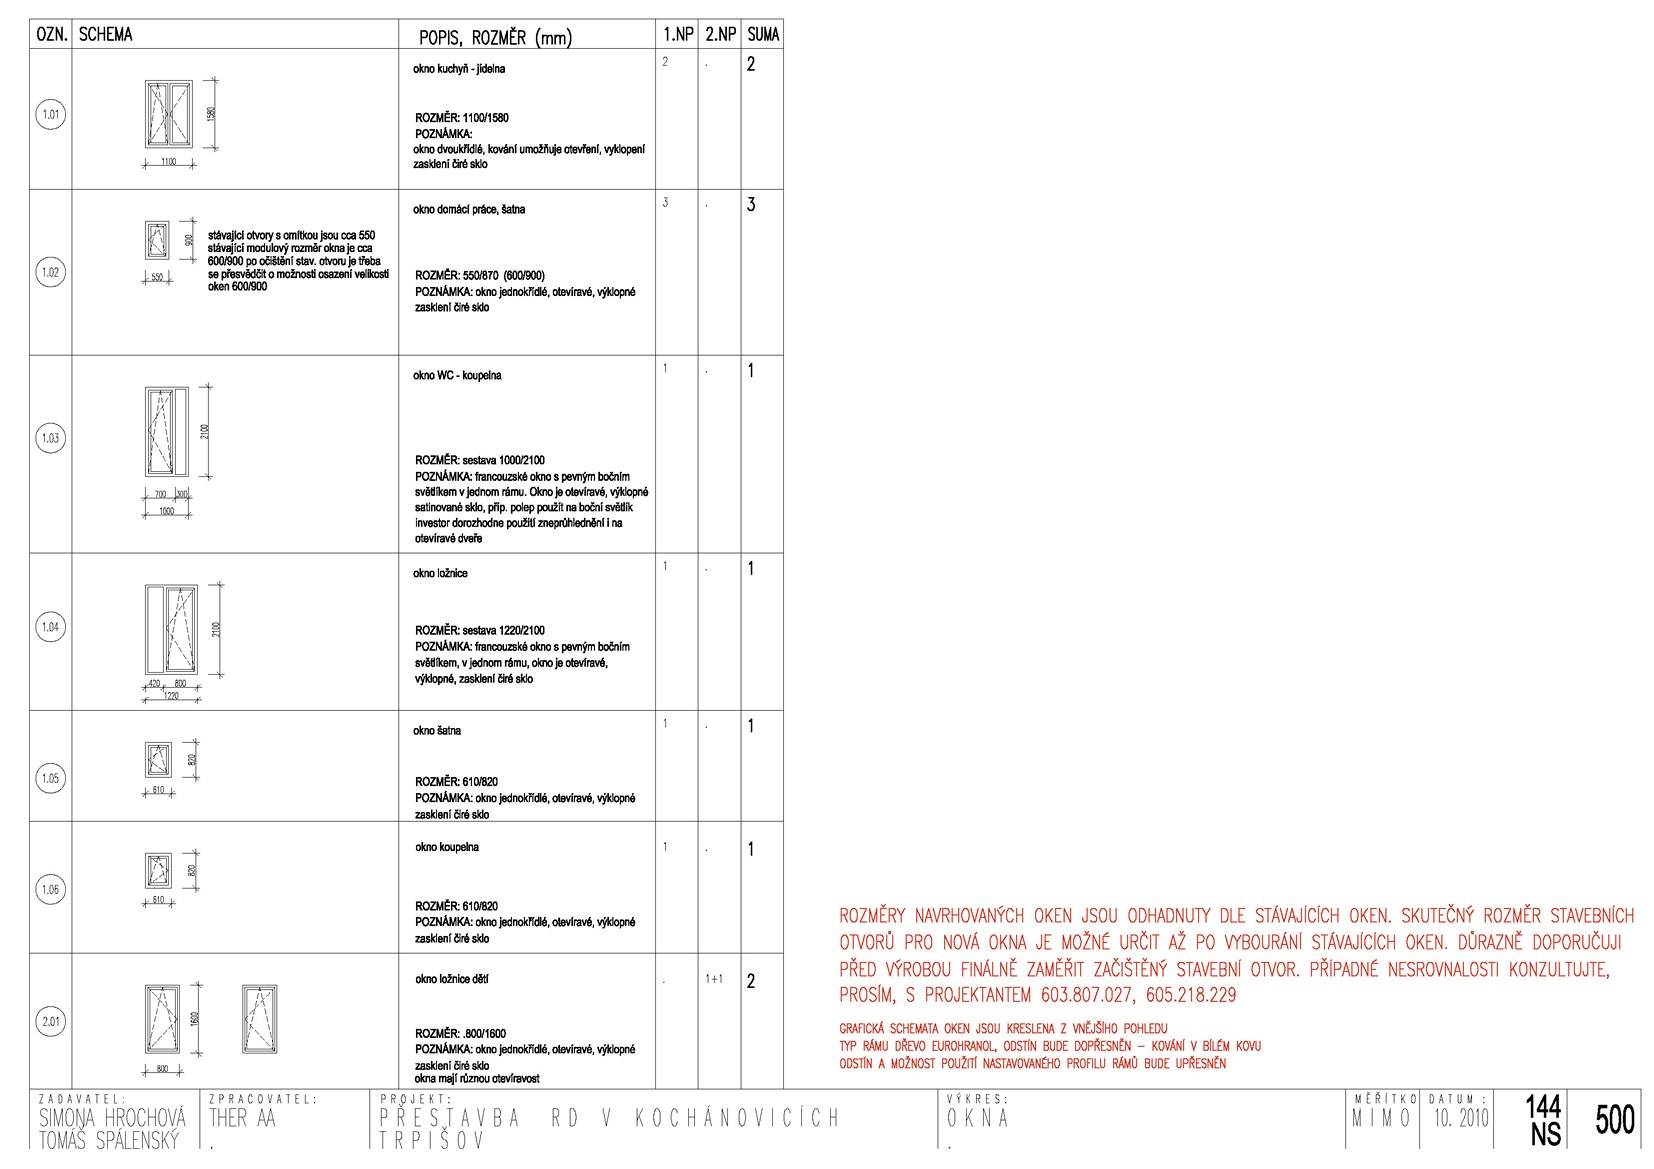 OZN. SCHEMA POPIS, ROZMĚR (mm) 1.NP 2.NP SUMA
1.01
1580
1100
okno kuchyň - jídelna
ROZMĚR: 1100/1580
POZNÁMKA:
okno dvoukřídlé, kování umožňuje otevření, vyklopení
zasklení čiré sklo
2 . 2
1.02
900
550
stávající otvory s omítkou jsou cca 550
stávající modulový rozměr okna je cca
600/900 po očištění stav. otvoru je třeba
se přesvědčit o možnosti osazení velikosti
oken 600/900
okno domácí práce, šatna
ROZMĚR: 550/870 (600/900)
POZNÁMKA: okno jednokřídlé, otevíravé, výklopné
zasklení čiré sklo
3 . 3
1.03
2100
700 300
1000
okno WC - koupelna
ROZMĚR: sestava 1000/2100
POZNÁMKA: francouzské okno s pevným bočním
světlíkem v jednom rámu. Okno je otevíravé, výklopné
satinované sklo, příp. polep použít na boční světlík
investor dorozhodne použití zneprůhlednění i na
otevíravé dveře
1 . 1
1.04
2100
420 800
1220
okno ložnice
ROZMĚR: sestava 1220/2100
POZNÁMKA: francouzské okno s pevným bočním
světlíkem, v jednom rámu, okno je otevíravé,
výklopné, zasklení čiré sklo
1 . 1
1.05
820
610
okno šatna
ROZMĚR: 610/820
POZNÁMKA: okno jednokřídlé, otevíravé, výklopné
zasklení čiré sklo
1 . 1
1.06
820
610
okno koupelna
ROZMĚR: 610/820
POZNÁMKA: okno jednokřídlé, otevíravé, výklopné
zasklení čiré sklo
1 . 1
2.01
1600
800
okno ložnice dětí
ROZMĚR: .800/1600
POZNÁMKA: okno jednokřídlé, otevíravé, výklopné
zasklení čiré sklo
okna mají různou otevíravost
. 1+1 2
ROZMĚRY NAVRHOVANÝCH OKEN JSOU ODHADNUTY DLE STÁVAJÍCÍCH OKEN. SKUTEČNÝ ROZMĚR STAVEBNÍCH
OTVORŮ PRO NOVÁ OKNA JE MOŽNÉ URČIT AŽ PO VYBOURÁNÍ STÁVAJÍCÍCH OKEN. DŮRAZNĚ DOPORUČUJI
PŘED VÝROBOU FINÁLNĚ ZAMĚŘIT ZAČIŠTĚNÝ STAVEBNÍ OTVOR. PŘÍPADNÉ NESROVNALOSTI KONZULTUJTE,
PROSÍM, S PROJEKTANTEM 603.807.027, 605.218.229
GRAFICKÁ SCHEMATA OKEN JSOU KRESLENA Z VNĚJŠÍHO POHLEDU
TYP RÁMU DŘEVO EUROHRANOL, ODSTÍN BUDE DOPŘESNĚN – KOVÁNÍ V BÍLÉM KOVU
ODSTÍN A MOŽNOST POUŽITÍ NASTAVOVANÉHO PROFILU RÁMŮ BUDE UPŘESNĚN
ZADAVATEL:
SIMONA HROCHOVÁ
TOMÁŠ SPÁLENSKÝ
ZPRACOVATEL:
THER AA
.
PROJEKT:
PŘESTAVBA RD V KOCHÁNOVICÍCH
TRPIŠOV
VÝKRES:
OKNA
.
MĚŘÍTKO
MIMO
DATUM :
10. 2010
144
NS
500